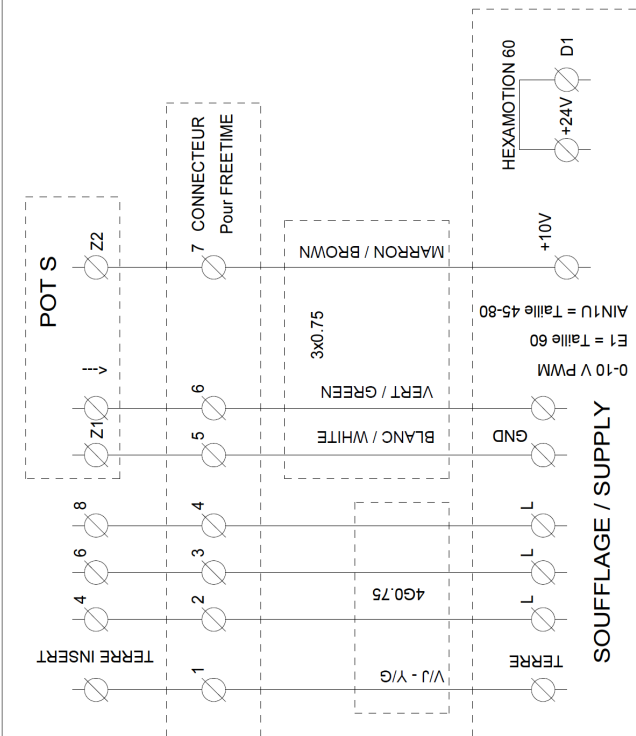 HEXAMOTION 60
D1
+24V
CONNECTEUR
Pour FREETIME
POT S
Z2
7
MARRON / BROWN
+10V
3x0.75
AIN1U = Taille 45-80
E1 = Taille 60
0-10 V PWM
--->
6
VERT / GREEN
Z1
5
BLANC / WHITE
GND
8
4
L
6
3
L
4
2
L
4G0.75
SOUFFLAGE / SUPPLY
TERRE INSERT
1
V/J - Y/G
TERRE